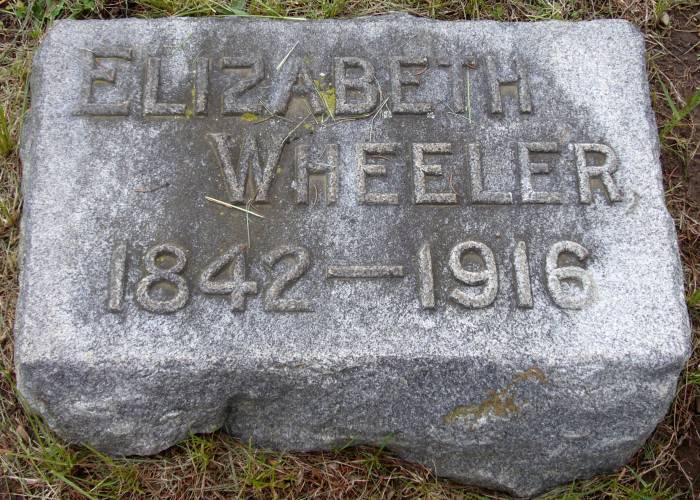 ELIZABETH
WHEELER,
1842—1916